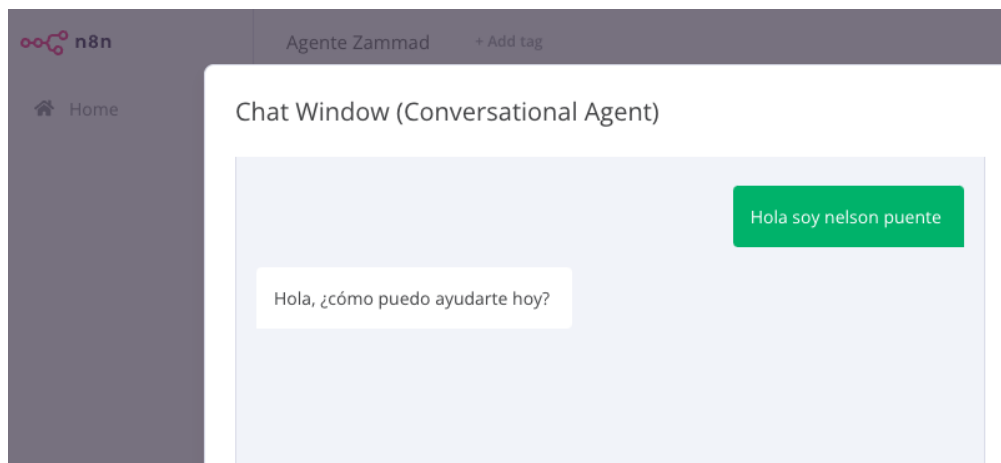 n8n
Agente Zammad + Add tag
Home
Chat Window (Conversational Agent)
Hola soy nelson puente
Hola, ¿cómo puedo ayudarte hoy?